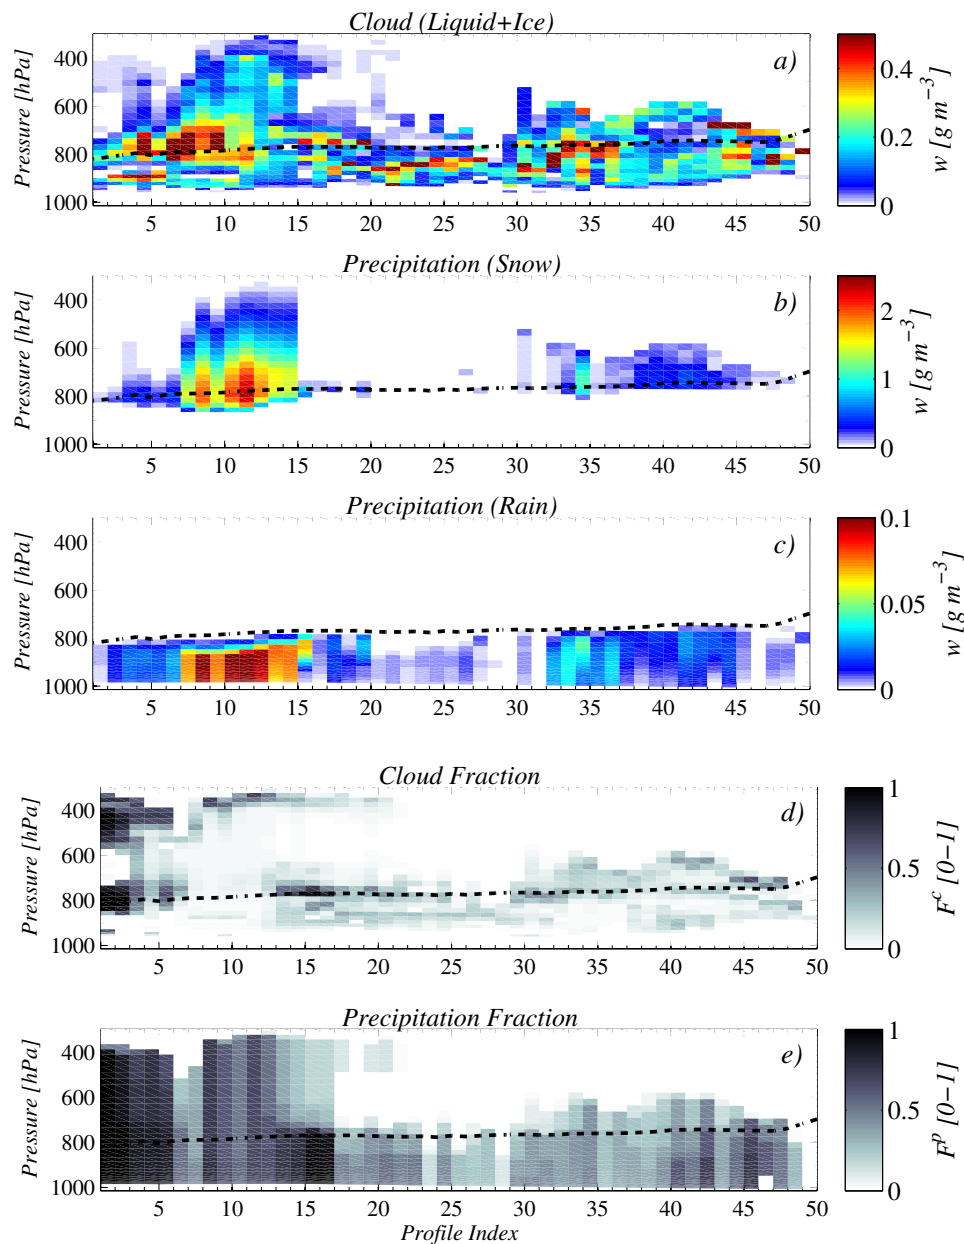 Cloud (Liquid+Ice)
Pressure [hPa]
400
600
800
1000
a)
5 10 15 20 25 30 35 40 45 50
0.4
0.2
0
w [g m−3]
Precipitation (Snow)
Pressure [hPa]
400
600
800
1000
b)
5 10 15 20 25 30 35 40 45 50
2
1
0
w [g m−3]
Precipitation (Rain)
Pressure [hPa]
400
600
800
1000
c)
5 10 15 20 25 30 35 40 45 50
0.1
0.05
0
w [g m−3]
Cloud Fraction
Pressure [hPa]
400
600
800
1000
d)
5 10 15 20 25 30 35 40 45 50
1
0.5
0
Fc [0−1]
Precipitation Fraction
Pressure [hPa]
400
600
800
1000
e)
5 10 15 20 25 30 35 40 45 50
1
0.5
0
Fp [0−1]
Profile Index